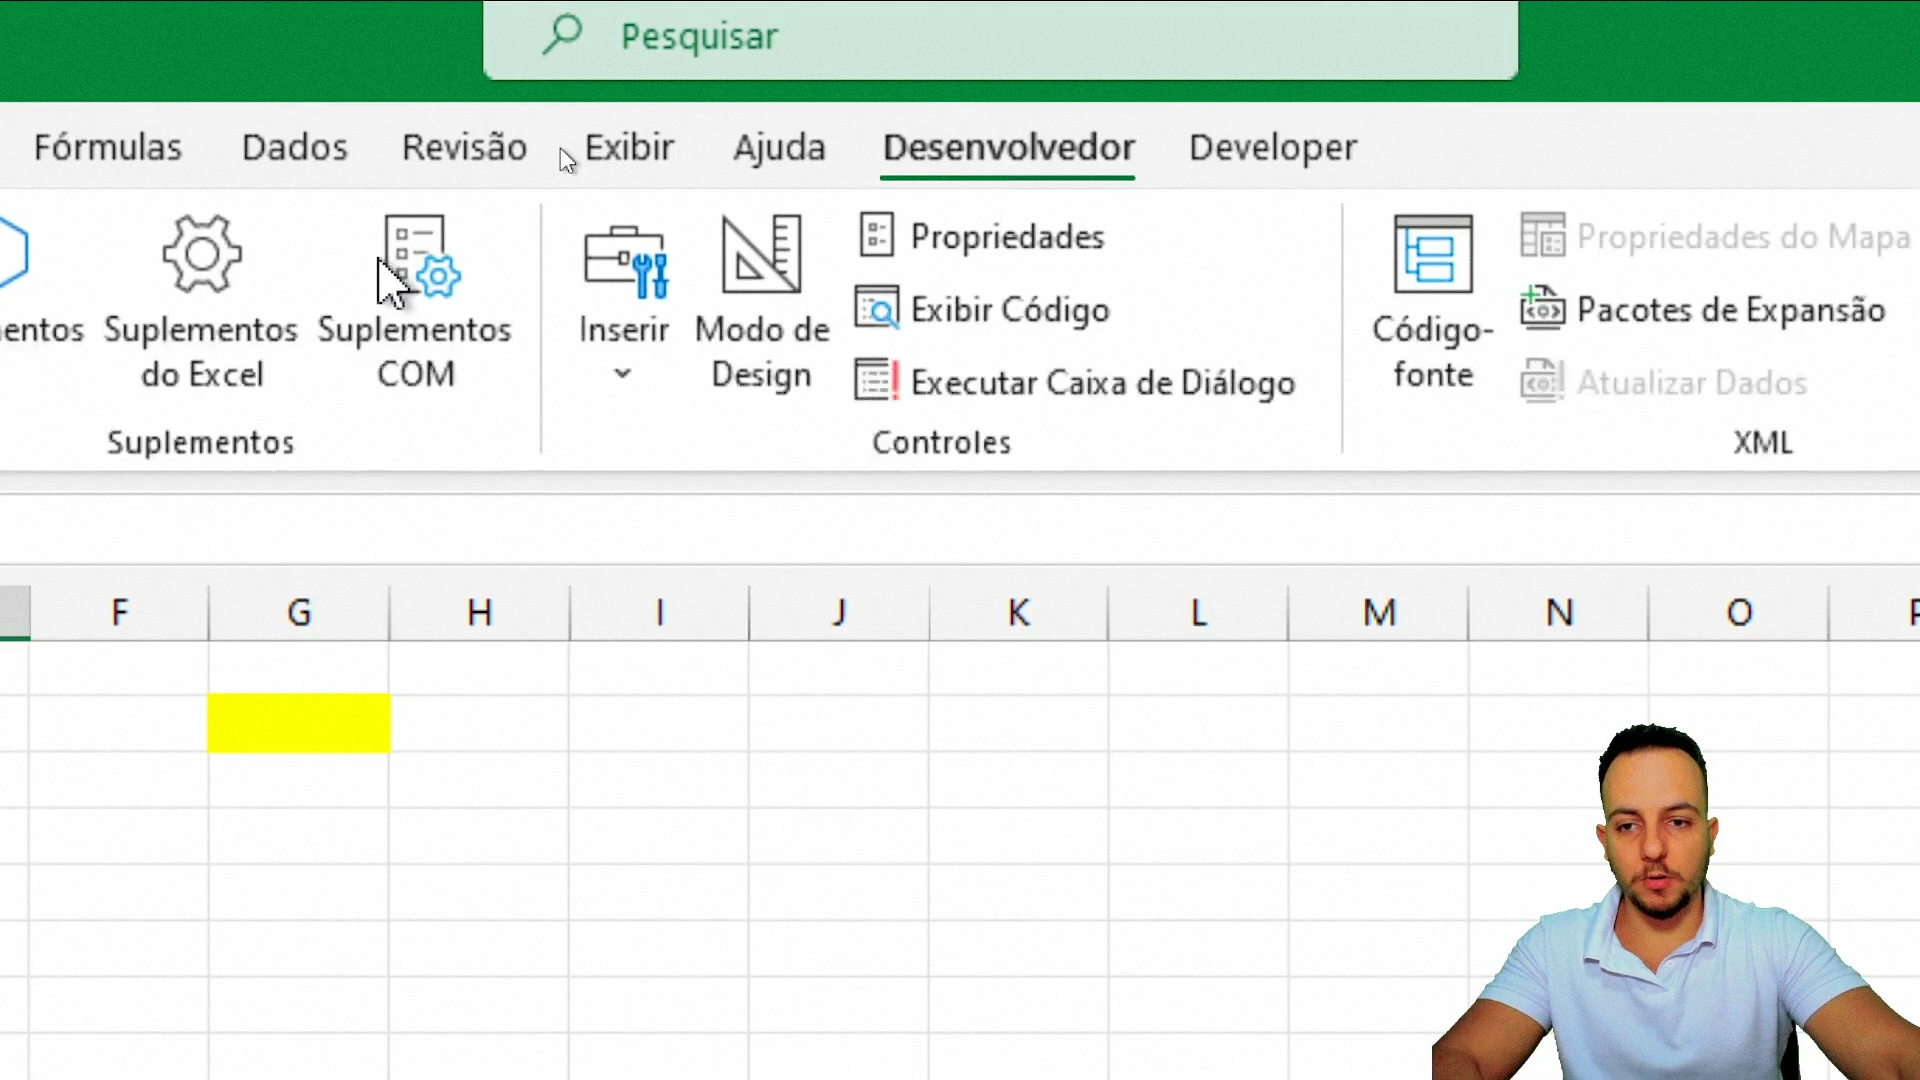 Pesquisar
Fórmulas Dados Revisão Exibir Ajuda Desenvolvedor Developer
entos
Suplementos
do Excel
Suplementos
COM
Suplementos
Inserir
Modo de
Design
Propriedades
Exibir Código
Executar Caixa de Diálogo
Controles
Código-
fonte
Propriedades do Mapa
Pacotes de Expansão
Atualizar Dados
XML
F G H I J K L M N O